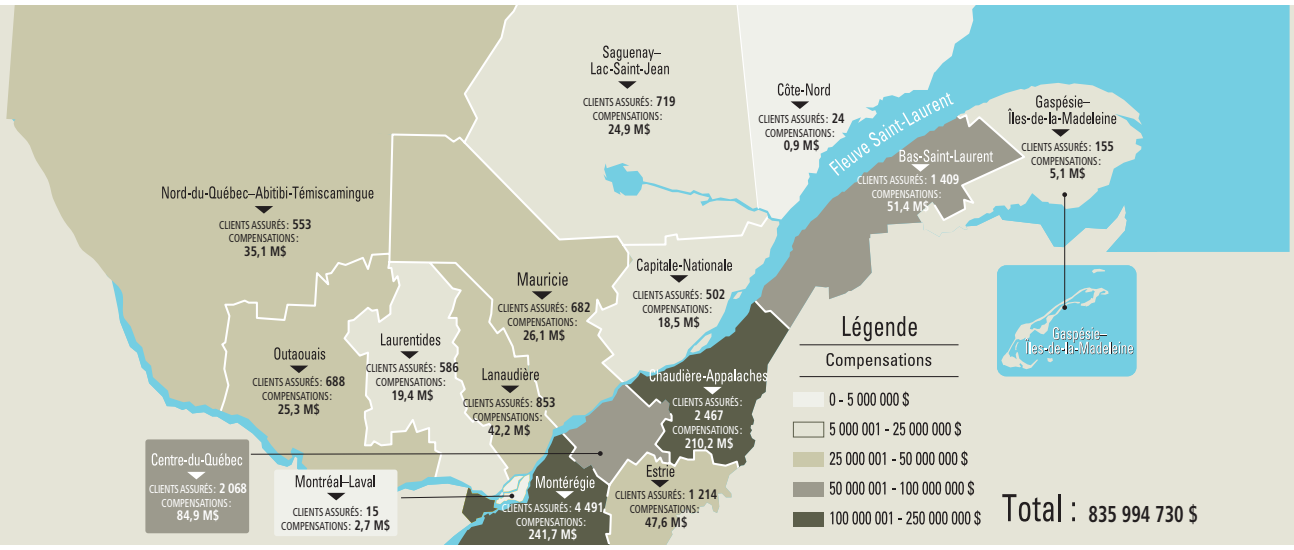 Saguenay–
Lac-Saint-Jean
CLIENTS ASSURÉS: 719
COMPENSATIONS:
24,9 M$
Côte-Nord
CLIENTS ASSURÉS: 24
COMPENSATIONS:
0,9 M$
Fleuve Saint-Laurent
Gaspésie–
Îles-de-la-Madeleine
CLIENTS ASSURÉS: 155
COMPENSATIONS:
5,1 M$
Bas-Saint-Laurent
CLIENTS ASSURÉS: 1 409
COMPENSATIONS:
51,4 M$
Nord-du-Québec–Abitibi-Témiscamingue
CLIENTS ASSURÉS: 553
COMPENSATIONS:
35,1 M$
Mauricie
CLIENTS ASSURÉS: 682
COMPENSATIONS:
26,1 M$
Capitale-Nationale
CLIENTS ASSURÉS: 502
COMPENSATIONS:
18,5 M$
Outaouais
CLIENTS ASSURÉS: 688
COMPENSATIONS:
25,3 M$
Laurentides
CLIENTS ASSURÉS: 586
COMPENSATIONS:
19,4 M$
Lanaudière
CLIENTS ASSURÉS: 853
COMPENSATIONS:
42,2 M$
Chaudière-Appalaches
CLIENTS ASSURÉS:
2 467
COMPENSATIONS:
210,2 M$
Gaspésie–
Îles-de-la-Madeleine
Centre-du-Québec
CLIENTS ASSURÉS: 2 068
COMPENSATIONS:
84,9 M$
Montréal–Laval
CLIENTS ASSURÉS: 15
COMPENSATIONS: 2,7 M$
Montérégie
CLIENTS ASSURÉS: 4 491
COMPENSATIONS:
241,7 M$
Estrie
CLIENTS ASSURÉS: 1 214
COMPENSATIONS:
47,6 M$
Légende
Compensations
0 - 5 000 000 $
5 000 001 - 25 000 000 $
25 000 001 - 50 000 000 $
50 000 001 - 100 000 000 $
100 000 001 - 250 000 000 $
Total : 835 994 730 $